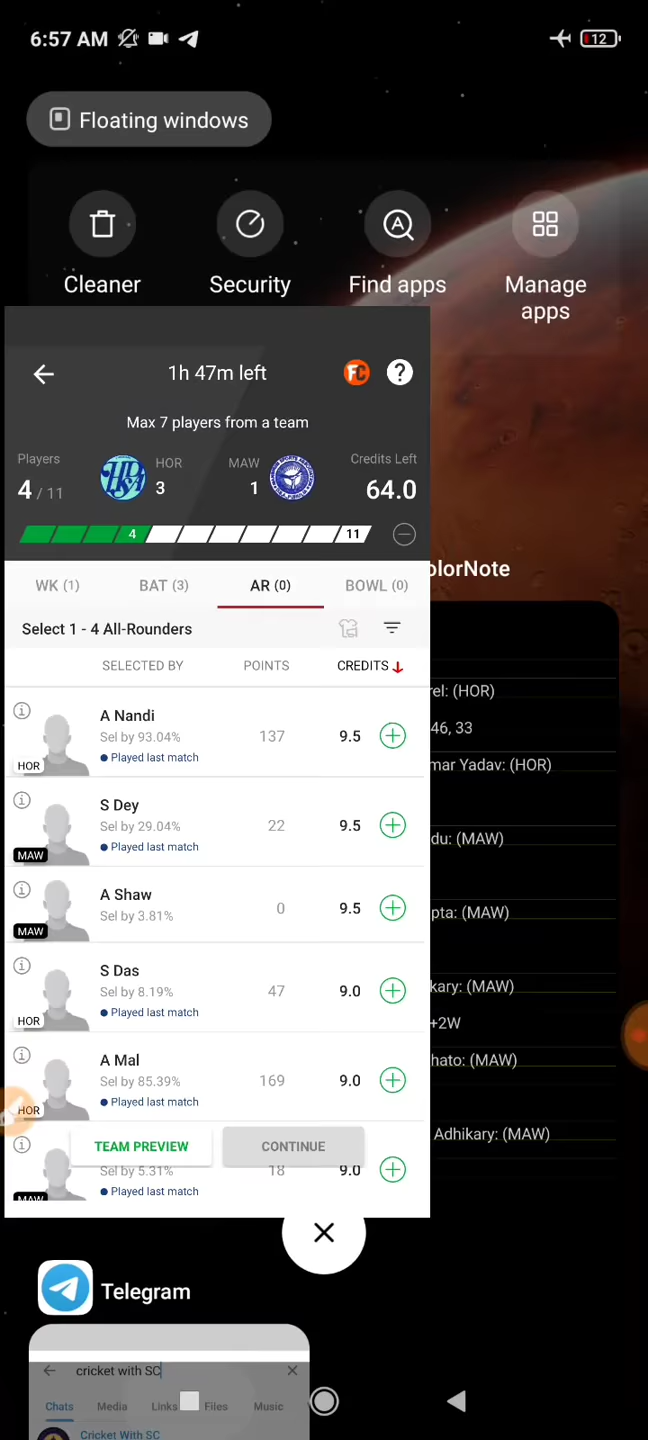 6:57 AM
12
Floating windows
Cleaner
Security
Find apps
Manage apps
1h 47m left
FC
?
Max 7 players from a team
Players
4 / 11
HOR
3
MAW
1
Credits Left
64.0
4
11
WK (1)
BAT (3)
AR (0)
BOWL (0)
Select 1 - 4 All-Rounders
SELECTED BY
POINTS
CREDITS
A Nandi
Sel by 93.04%
Played last match
HOR
137
9.5
S Dey
Sel by 29.04%
Played last match
MAW
22
9.5
A Shaw
Sel by 3.81%
MAW
0
9.5
S Das
Sel by 8.19%
Played last match
HOR
47
9.0
A Mal
Sel by 85.39%
Played last match
HOR
169
9.0
TEAM PREVIEW
CONTINUE
Sel by 5.31%
Played last match
MAW
18
9.0
olorNote
rel: (HOR)
46, 33
mar Yadav: (HOR)
du: (MAW)
pta: (MAW)
kary: (MAW)
+2W
hato: (MAW)
Adhikary: (MAW)
Telegram
cricket with SC
Chats
Media
Links
Files
Music
Cricket With SC